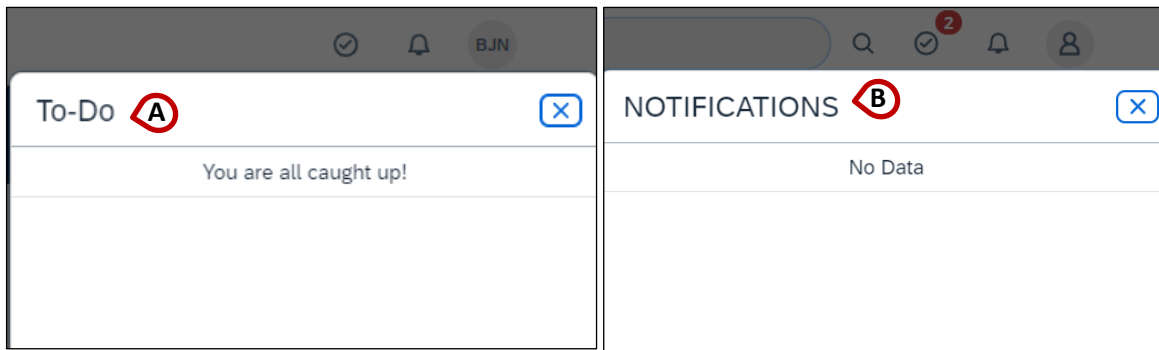 BJN
To-Do A
You are all caught up!
2
NOTIFICATIONS B
No Data